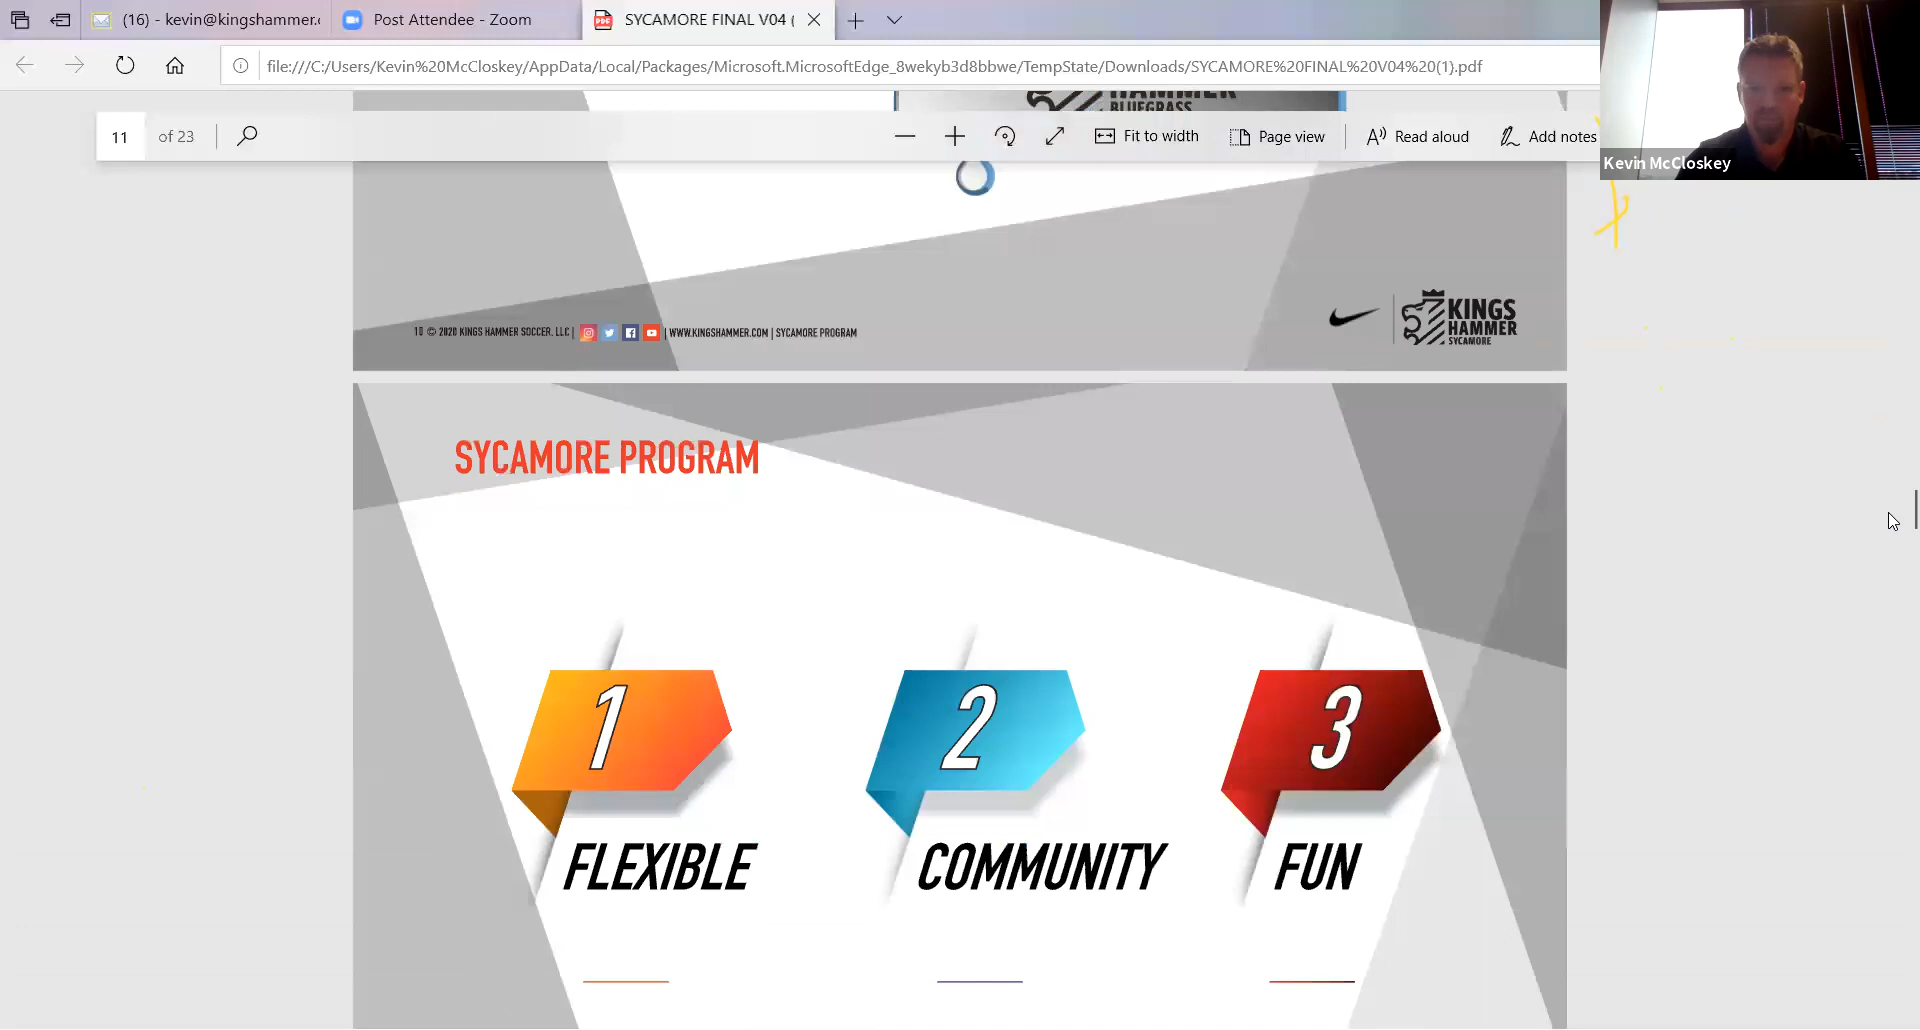 (16) - kevin@kingshammer.c
Post Attendee - Zoom
SYCAMORE FINAL V04 (
file:///C:/Users/Kevin%20McCloskey/AppData/Local/Packages/Microsoft.MicrosoftEdge_8wekyb3d8bbwe/TempState/Downloads/SYCAMORE%20FINAL%20V04%20(1).pdf
HAMMER
BLUEGRASS
11 of 23
Fit to width
Page view
Read aloud
Add notes
Kevin McCloskey
10 © 2020 KINGS HAMMER SOCCER, LLC | | WWW.KINGSHAMMER.COM | SYCAMORE PROGRAM
KINGS
HAMMER
SYCAMORE
SYCAMORE PROGRAM
1
2
3
FLEXIBLE
COMMUNITY
FUN